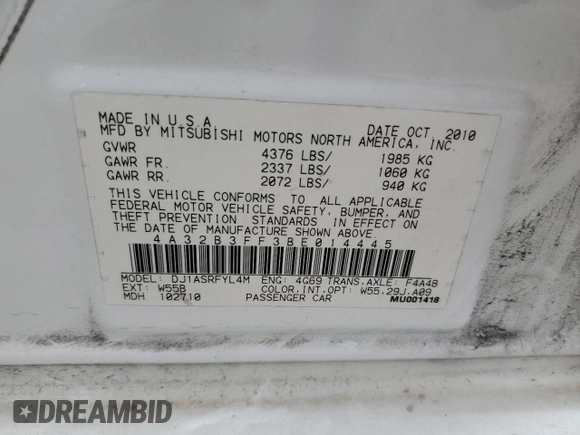 MADE IN U.S.A. DATE OCT. 2010
MFD BY MITSUBISHI MOTORS NORTH AMERICA, INC.
GVWR 4376 LBS/ 1985 KG
GAWR FR. 2337 LBS/ 1060 KG
GAWR RR. 2072 LBS/ 940 KG
THIS VEHICLE CONFORMS TO ALL APPLICABLE
FEDERAL MOTOR VEHICLE SAFETY, BUMPER, AND
THEFT PREVENTION STANDARDS IN EFFECT ON
THE DATE OF MANUFACTURE SHOWN ABOVE.
4A32B3FF3BE014445
MODEL: DJ1ASRFYL4M ENG: 4G69 TRANS.AXLE: F4A4B
EXT: W55B COLOR,INT,OPT: W55.29J.A09
MDH 102710 PASSENGER CAR MU001418
DREAMBID